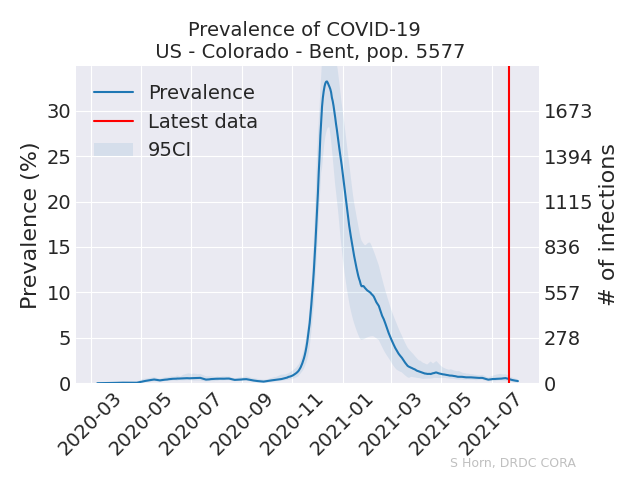 Prevalence of COVID-19
US - Colorado - Bent, pop. 5577
Prevalence
Latest data
95CI
Prevalence (%)
30
25
20
15
10
5
0
1673
1394
1115
836
557
278
0
# of infections
2020-03
2020-05
2020-07
2020-09
2020-11
2021-01
2021-03
2021-05
2021-07
S Horn, DRDC CORA